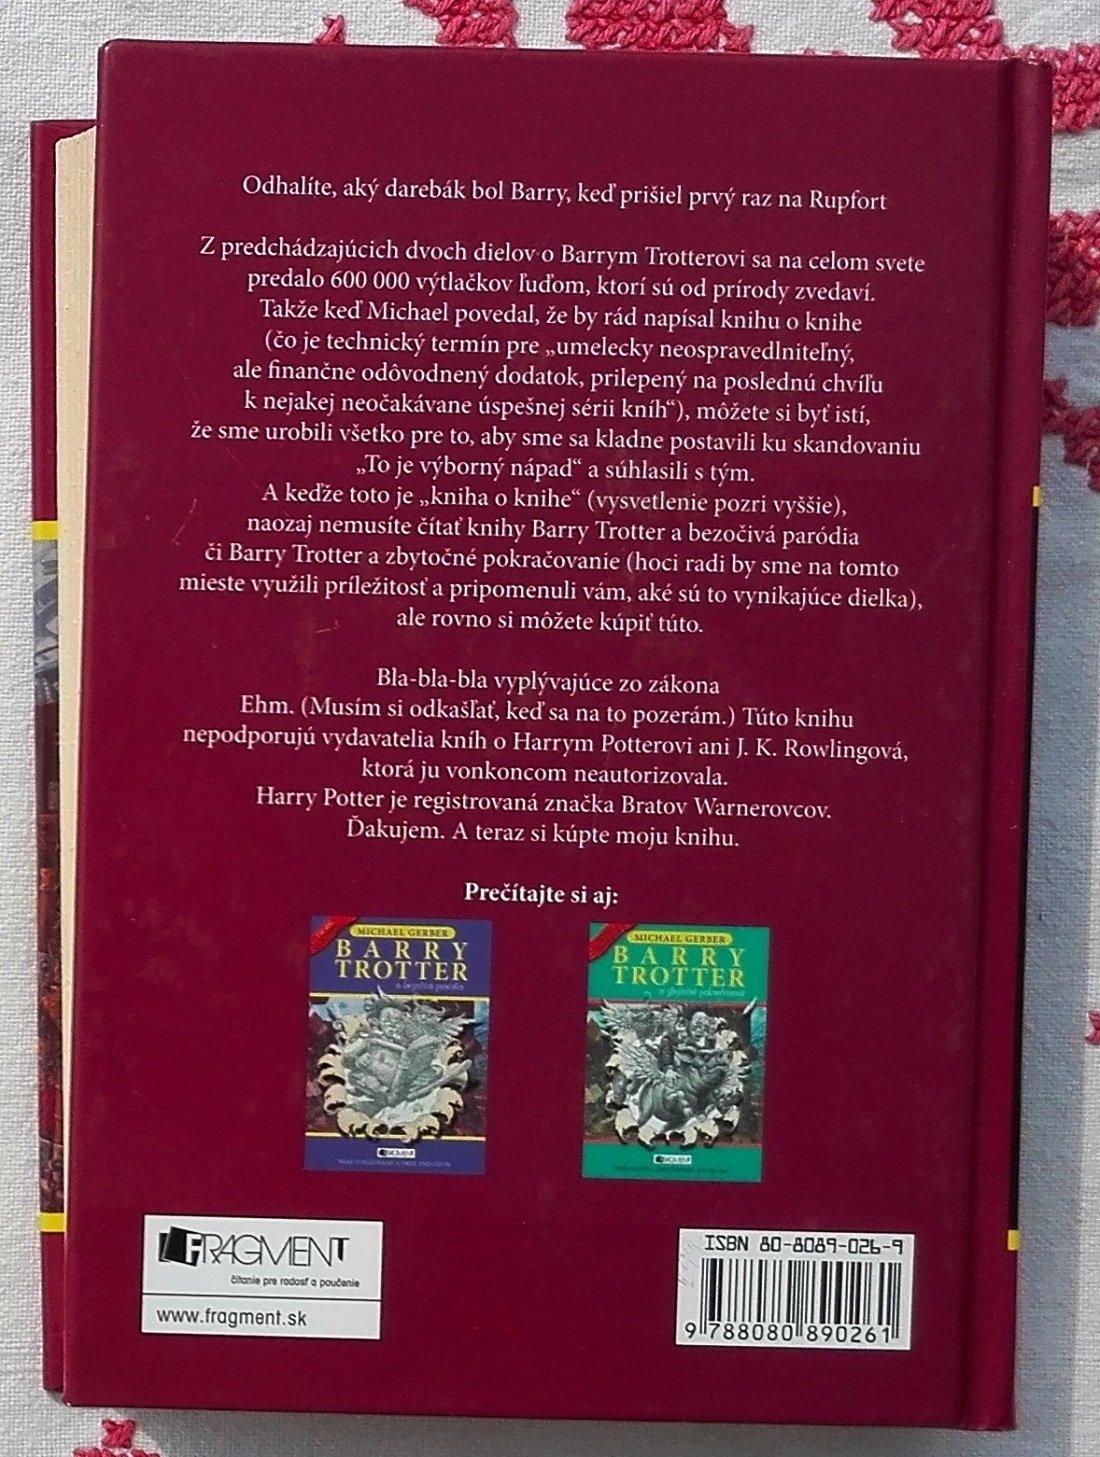 Odhalíte, aký darebák bol Barry, keď prišiel prvý raz na Rupfort
Z predchádzajúcich dvoch dielov o Barrym Trotterovi sa na celom svete
predalo 600 000 výtlačkov ľuďom, ktorí sú od prírody zvedaví.
Takže keď Michael povedal, že by rád napísal knihu o knihe
(čo je technický termín pre „umelecky neospravedlniteľný,
ale finančne odôvodnený dodatok, prilepený na poslednú chvíľu
k nejakej neočakávane úspešnej sérii kníh“), môžete si byť istí,
že sme urobili všetko pre to, aby sme sa kladne postavili ku skandovaniu
„To je výborný nápad“ a súhlasili s tým.
A keďže toto je „kniha o knihe“ (vysvetlenie pozri vyššie),
naozaj nemusíte čítať knihy Barry Trotter a bezočivá paródia
či Barry Trotter a zbytočné pokračovanie (hoci radi by sme na tomto
mieste využili príležitosť a pripomenuli vám, aké sú to vynikajúce dielka),
ale rovno si môžete kúpiť túto.
Bla-bla-bla vyplývajúce zo zákona
Ehm. (Musím si odkašľať, keď sa na to pozerám.) Túto knihu
nepodporujú vydavatelia kníh o Harrym Potterovi ani J. K. Rowlingová,
ktorá ju vonkoncom neautorizovala.
Harry Potter je registrovaná značka Bratov Warnerovcov.
Ďakujem. A teraz si kúpte moju knihu.
Prečítajte si aj:
MICHAEL GERBER
BARRY
TROTTER
a bezočivá paródia
FRAGMENT
MICHAEL GERBER
BARRY
TROTTER
a zbytočné pokračovanie
FRAGMENT
FRAGMENT
čítanie pre radosť a poučenie
www.fragment.sk
ISBN 80-8089-026-9
9 788080 890261